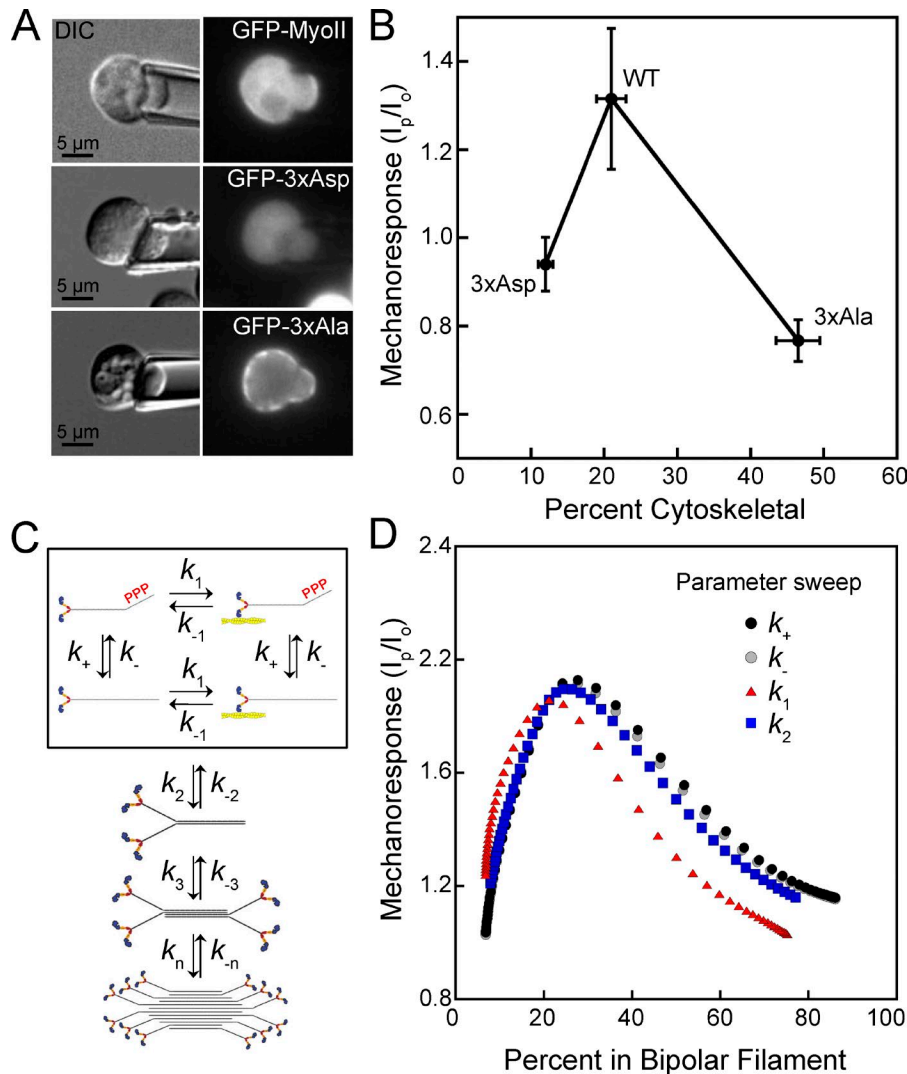 A
DIC
GFP-MyoII
5 µm
GFP-3xAsp
5 µm
GFP-3xAla
5 µm
B
Mechanoresponse (Ip/Io)
1.4
1.2
1.0
0.8
0.6
WT
3xAsp
3xAla
0 10 20 30 40 50 60
Percent Cytoskeletal
C
PPP
k1
k-1
PPP
k+ k-
k+ k-
k1
k-1
k2 k-2
k3 k-3
kn k-n
D
Mechanoresponse (Ip/Io)
2.4
2.2
1.6
1.2
0.8
Parameter sweep
k+
k-
k1
k2
0 20 40 60 80 100
Percent in Bipolar Filament